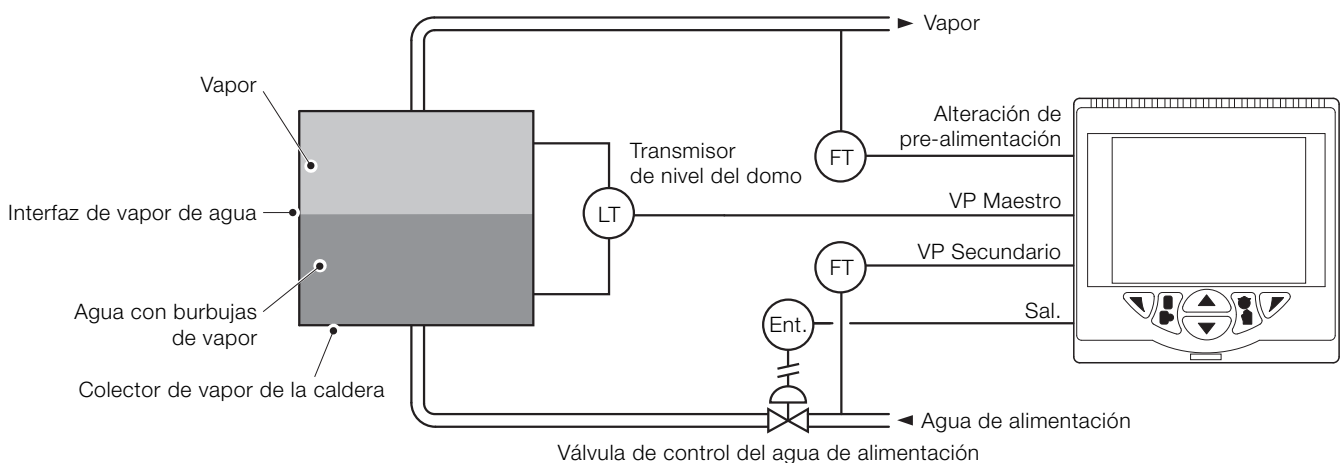 Vapor
Vapor
Alteración de
pre-alimentación
FT
Transmisor
de nivel del domo
Interfaz de vapor de agua
LT
VP Maestro
FT
VP Secundario
Agua con burbujas
de vapor
Ent.
Sal.
Colector de vapor de la caldera
Agua de alimentación
Válvula de control del agua de alimentación